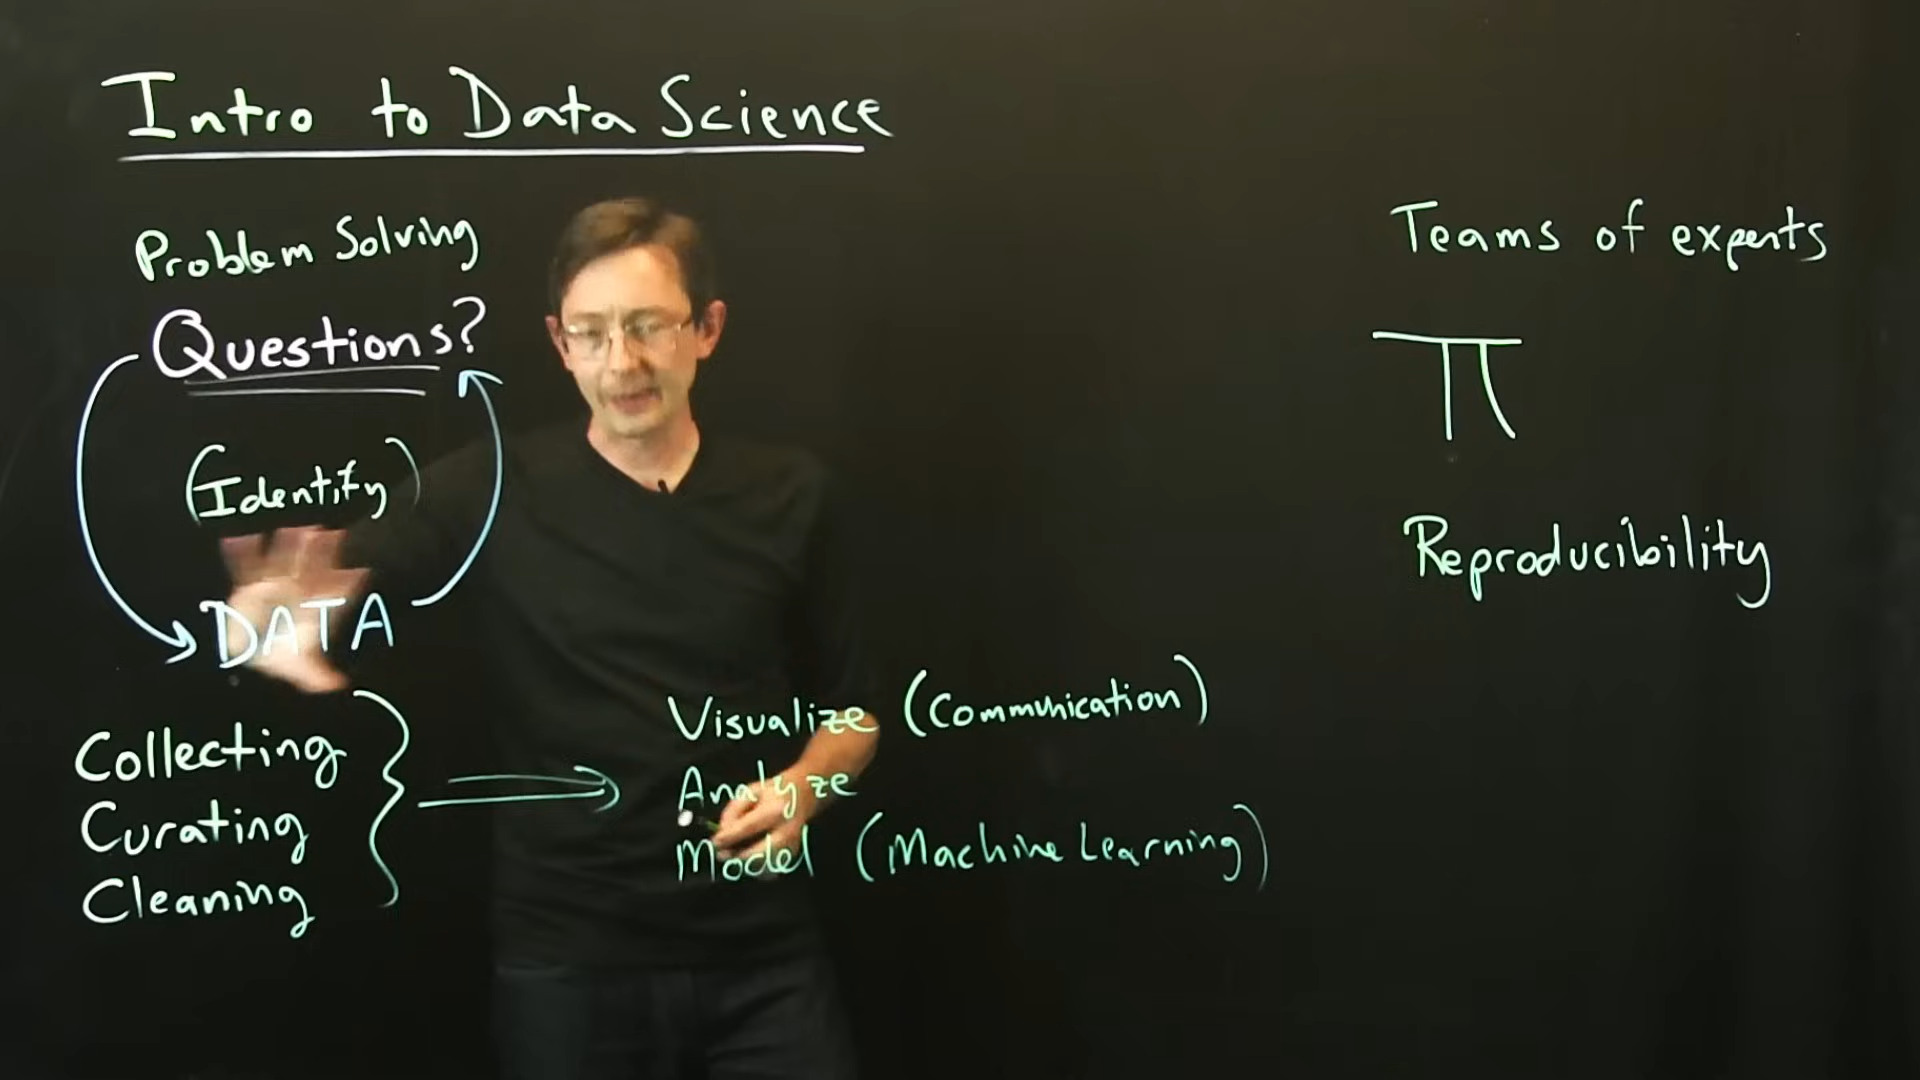 Intro to Data Science
Problem Solving
Questions?
(Identify)
DATA
Collecting
Curating
Cleaning
Visualize (Communication)
Analyze
Model (Machine Learning)
Teams of experts
π
Reproducibility